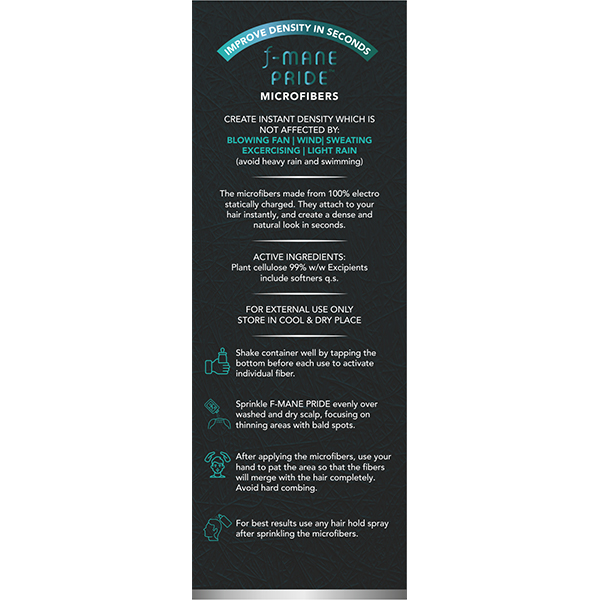 IMPROVE DENSITY IN SECONDS
f-MANE
PRIDE™
MICROFIBERS
CREATE INSTANT DENSITY WHICH IS
NOT AFFECTED BY:
BLOWING FAN | WIND| SWEATING
EXCERCISING | LIGHT RAIN
(avoid heavy rain and swimming)
The microfibers made from 100% electro
statically charged. They attach to your
hair instantly, and create a dense and
natural look in seconds.
ACTIVE INGREDIENTS:
Plant cellulose 99% w/w Excipients
include softners q.s.
FOR EXTERNAL USE ONLY
STORE IN COOL & DRY PLACE
Shake container well by tapping the
bottom before each use to activate
individual fiber.
Sprinkle F-MANE PRIDE evenly over
washed and dry scalp, focusing on
thinning areas with bald spots.
After applying the microfibers, use your
hand to pat the area so that the fibers
will merge with the hair completely.
Avoid hard combing.
For best results use any hair hold spray
after sprinkling the microfibers.